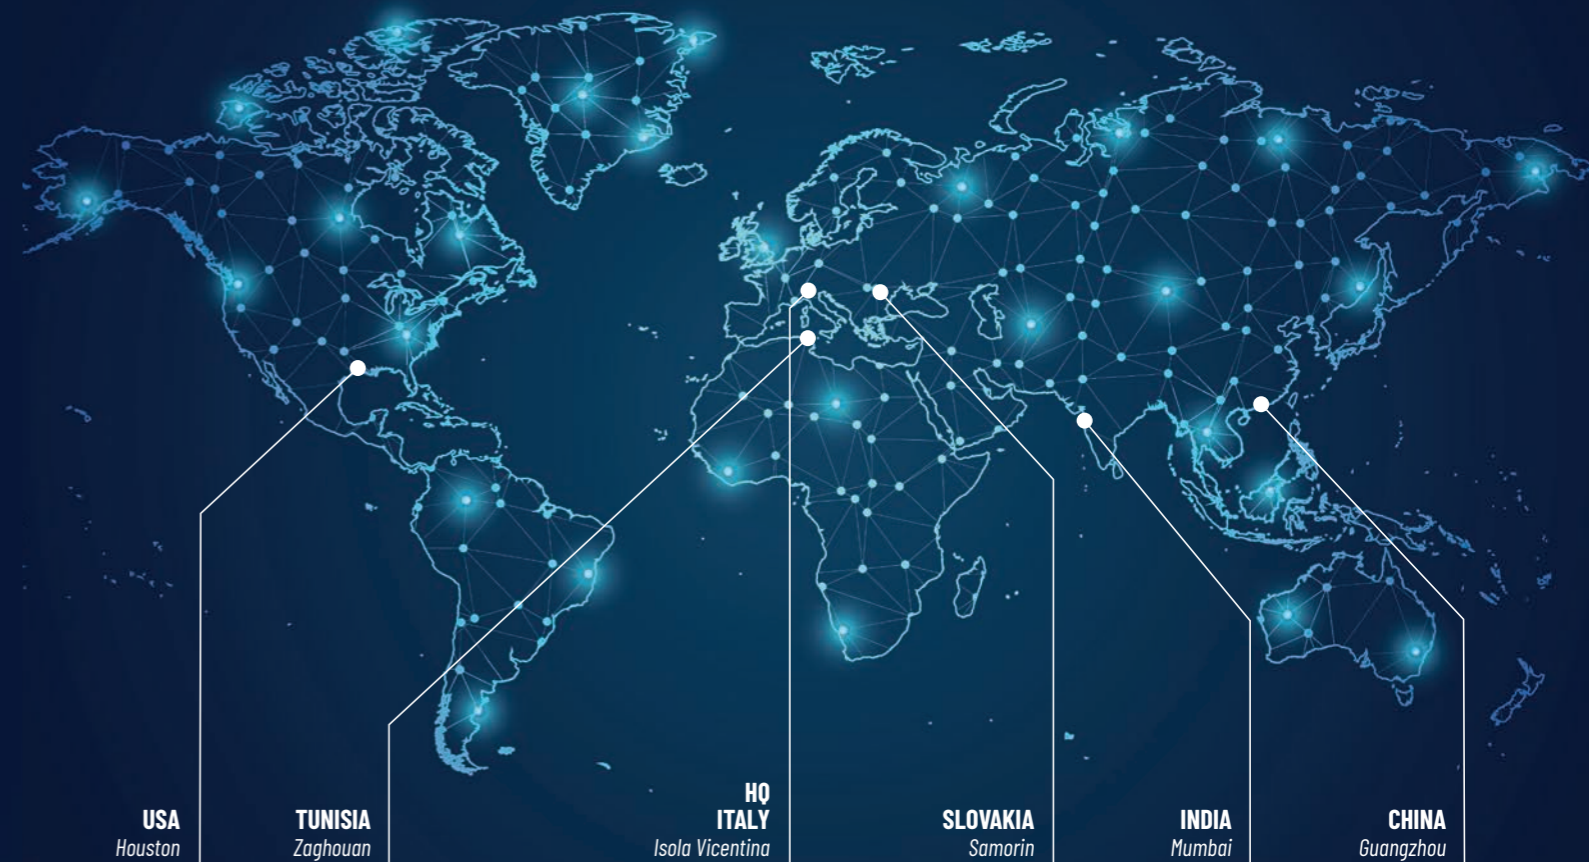 USA
Houston
TUNISIA
Zaghouan
HQ
ITALY
Isola Vicentina
SLOVAKIA
Samorin
INDIA
Mumbai
CHINA
Guangzhou